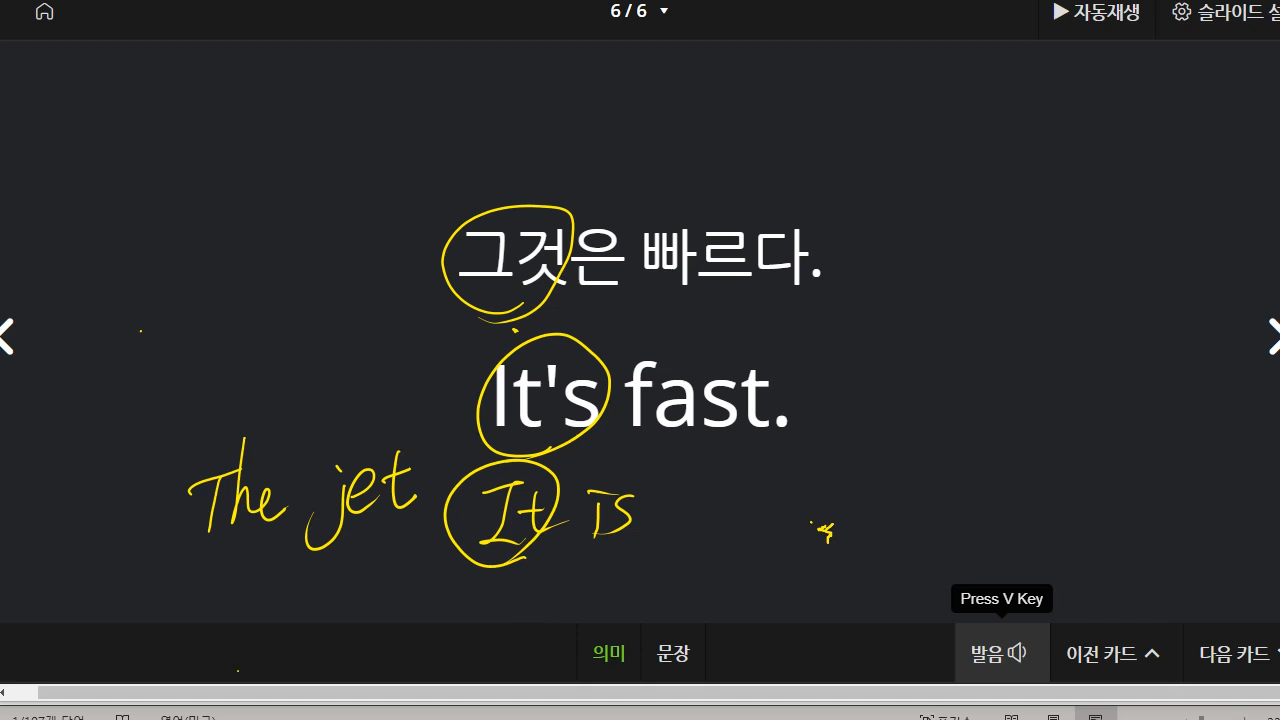 6 / 6
자동재생
슬라이드 설
그것은 빠르다.
It's fast.
The jet It is
Press V Key
의미
문장
발음
이전 카드
다음 카드